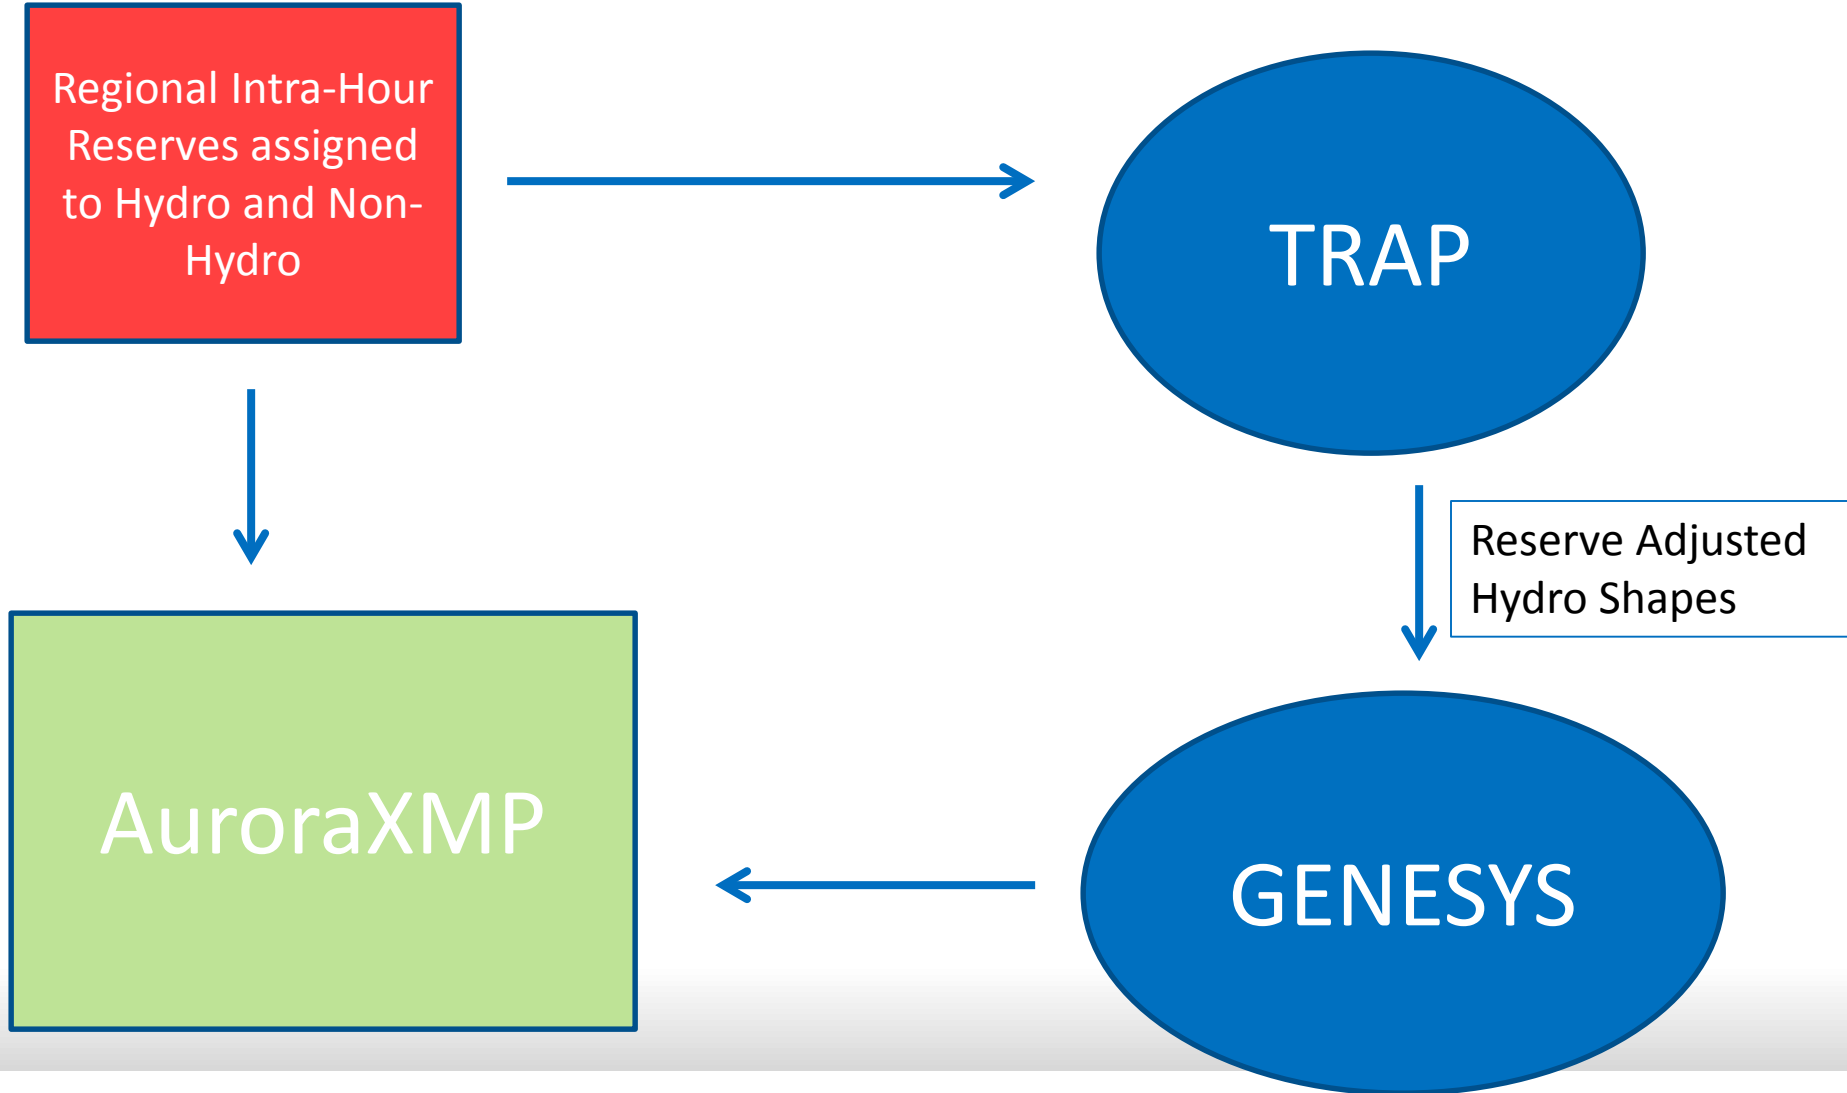 Regional Intra-Hour
Reserves assigned
to Hydro and Non-
Hydro
TRAP
Reserve Adjusted
Hydro Shapes
AuroraXMP
GENESYS